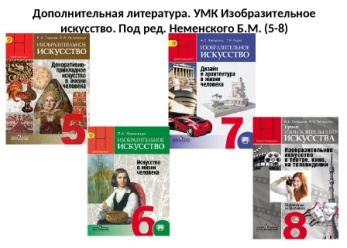 Дополнительная литература. УМК Изобразительное
искусство. Под ред. Неменского Б.М. (5-8)
ИЗОБРАЗИТЕЛЬНОЕ
ИСКУССТВО
Декоративно-
прикладное
искусство
в жизни
человека
5
ИЗОБРАЗИТЕЛЬНОЕ
ИСКУССТВО
Дизайн
и архитектура
в жизни
человека
7
ИЗОБРАЗИТЕЛЬНОЕ
ИСКУССТВО
Искусство
в жизни
человека
6
ИСКУССТВА
Изобразительное
искусство
в театре, кино,
на телевидении
8